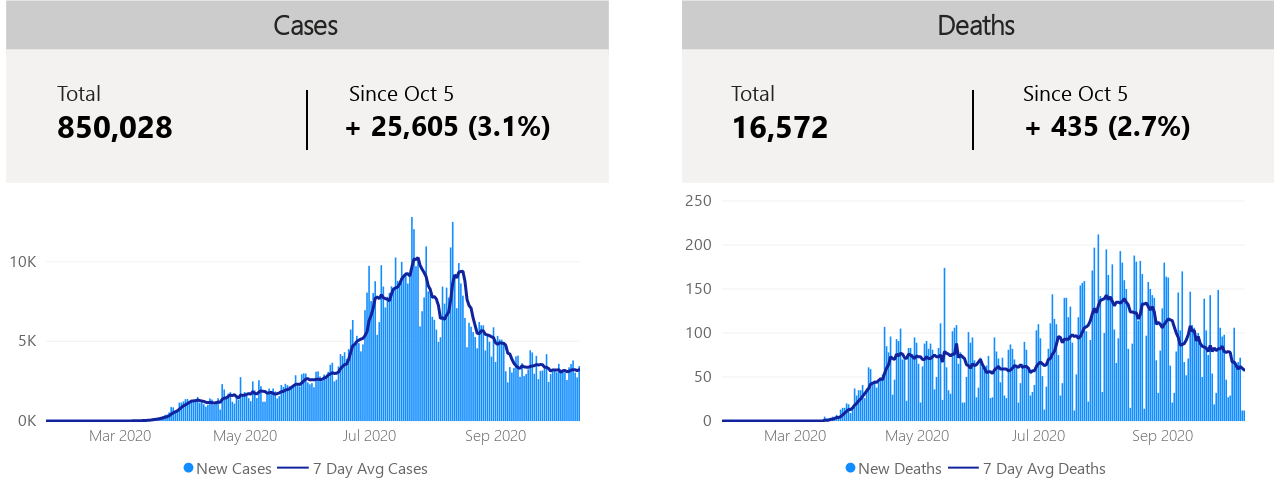 Cases
Total
850,028
Since Oct 5
+ 25,605 (3.1%)
10K
5K
0K
Mar 2020 May 2020 Jul 2020 Sep 2020
New Cases 7 Day Avg Cases
Deaths
Total
16,572
Since Oct 5
+ 435 (2.7%)
250
200
150
100
50
0
Mar 2020 May 2020 Jul 2020 Sep 2020
New Deaths 7 Day Avg Deaths